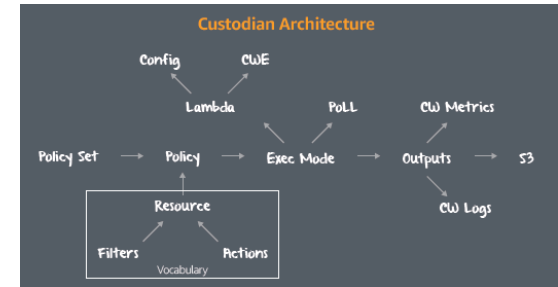 Custodian Architecture
Config
CWE
Lambda
PoLL
CW Metrics
Policy Set
Policy
Exec Mode
Outputs
S3
Resource
CW Logs
Filters
Actions
Vocabulary